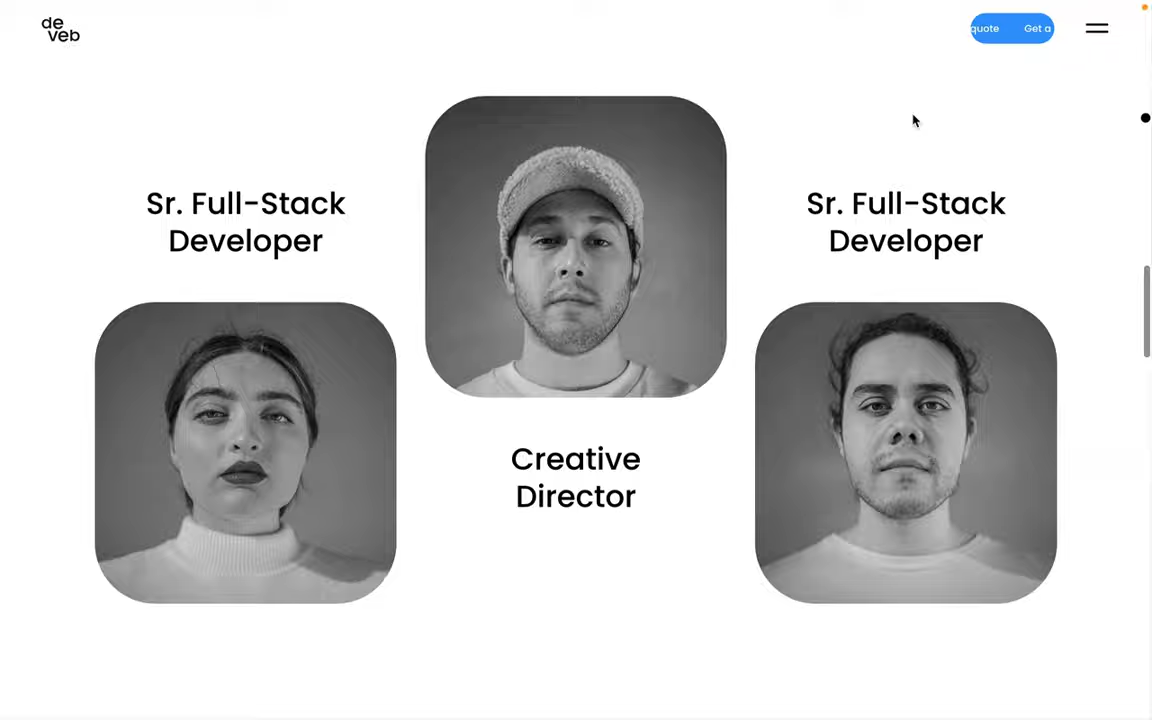 de
veb
quote Get a
Sr. Full-Stack
Developer
Creative
Director
Sr. Full-Stack
Developer